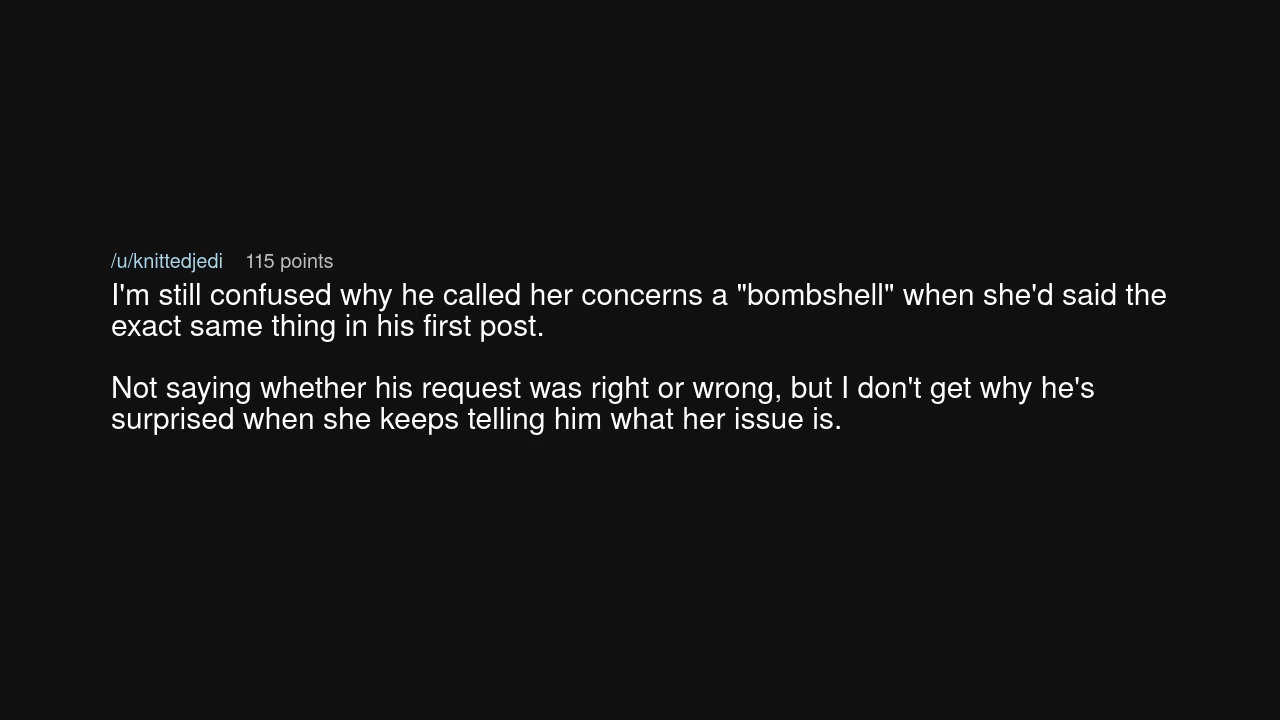 /u/knittedjedi 115 points
I'm still confused why he called her concerns a "bombshell" when she'd said the
exact same thing in his first post.
Not saying whether his request was right or wrong, but I don't get why he's
surprised when she keeps telling him what her issue is.